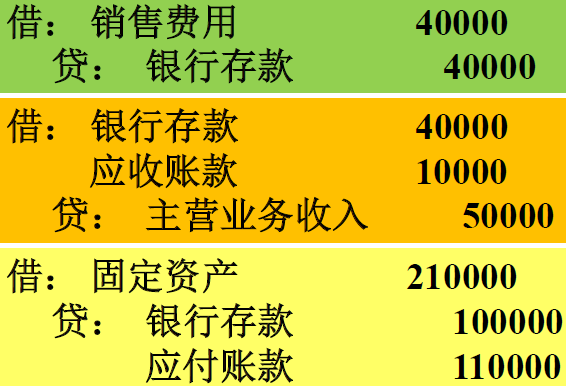 借： 销售费用 40000
贷： 银行存款 40000
借： 银行存款 40000
应收账款 10000
贷： 主营业务收入 50000
借： 固定资产 210000
贷： 银行存款 100000
应付账款 110000